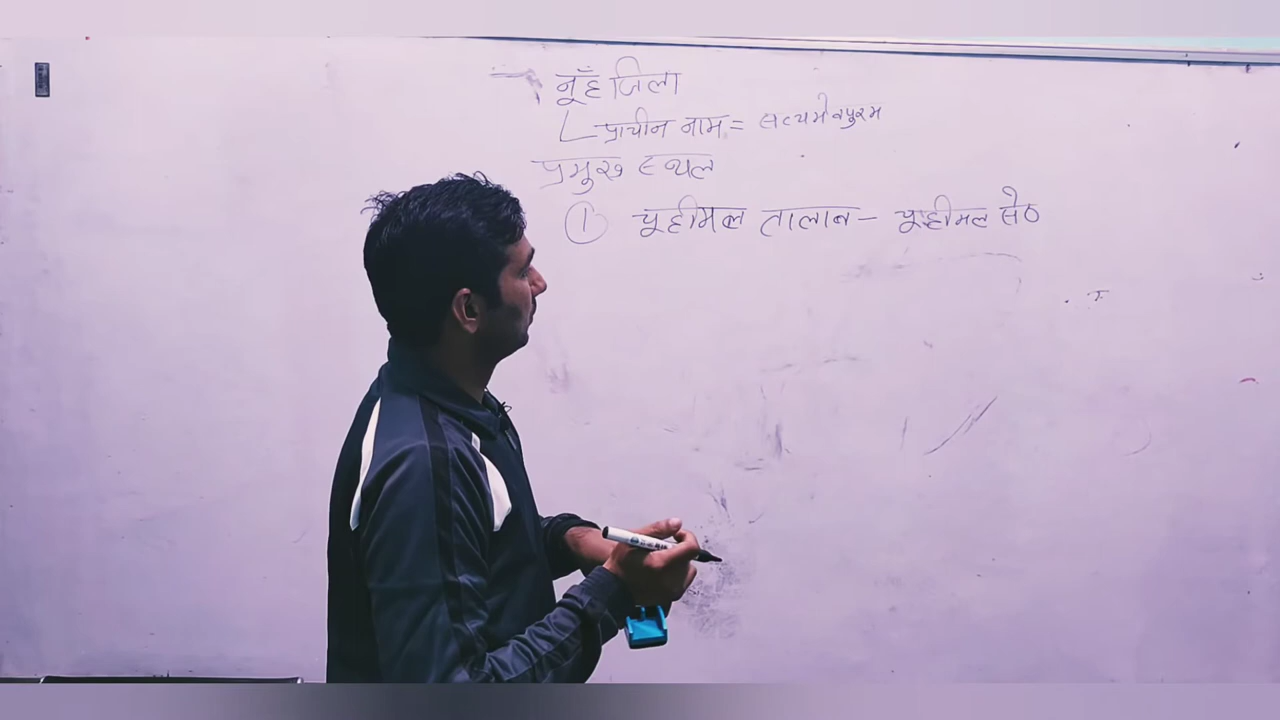 नूँह जिला
प्राचीन नाम = सत्यमेवपुरम
प्रमुख स्थल
① चूहीमल तालाब - चूहीमल सेठ